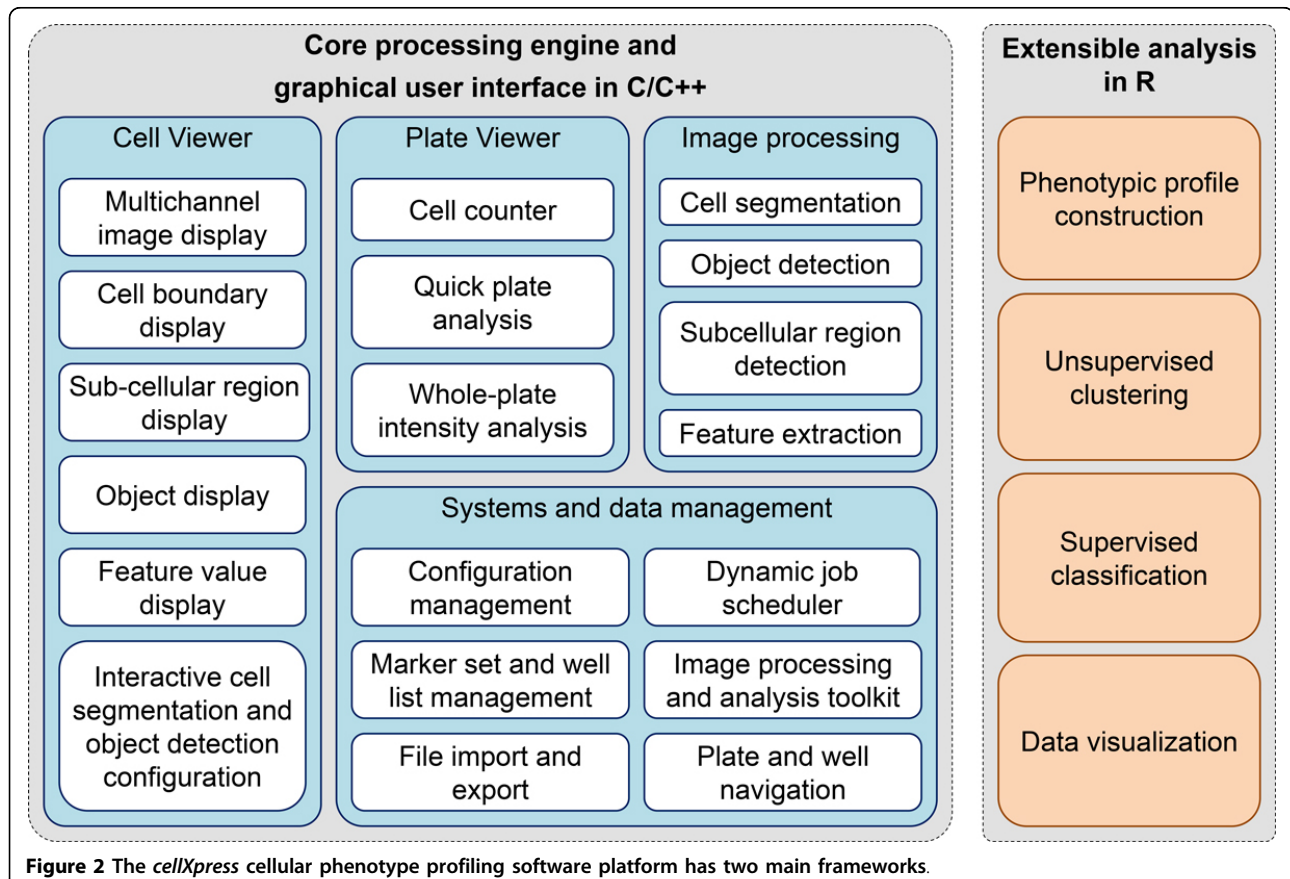 Core processing engine and
graphical user interface in C/C++
Cell Viewer
Multichannel
image display
Cell boundary
display
Sub-cellular region
display
Object display
Feature value
display
Interactive cell
segmentation and
object detection
configuration
Plate Viewer
Cell counter
Quick plate
analysis
Whole-plate
intensity analysis
Image processing
Cell segmentation
Object detection
Subcellular region
detection
Feature extraction
Systems and data management
Configuration
management
Dynamic job
scheduler
Marker set and well
list management
Image processing
and analysis toolkit
File import and
export
Plate and well
navigation
Extensible analysis
in R
Phenotypic profile
construction
Unsupervised
clustering
Supervised
classification
Data visualization
Figure 2 The cellXpress cellular phenotype profiling software platform has two main frameworks.